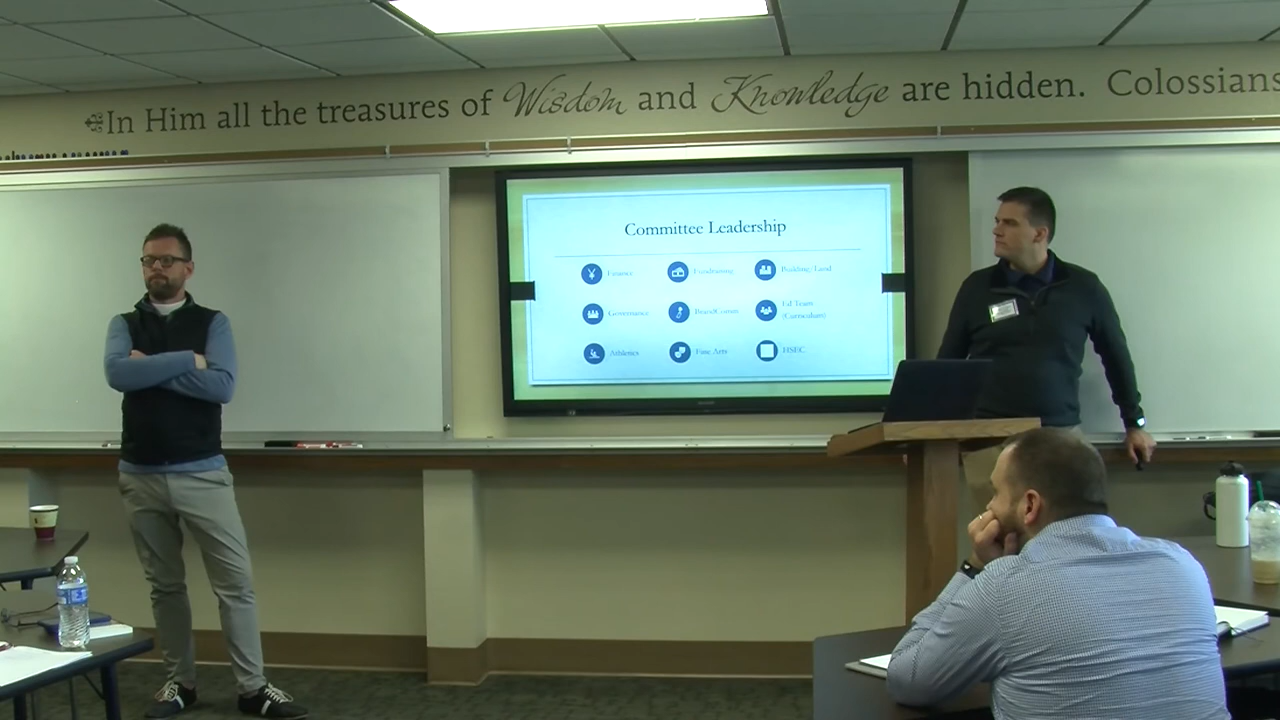 In Him all the treasures of Wisdom and Knowledge are hidden. Colossians
Committee Leadership
Finance
Fundraising
Building/Land
Governance
Ed Team
(Curriculum)
Athletics
Fine Arts
HSEC